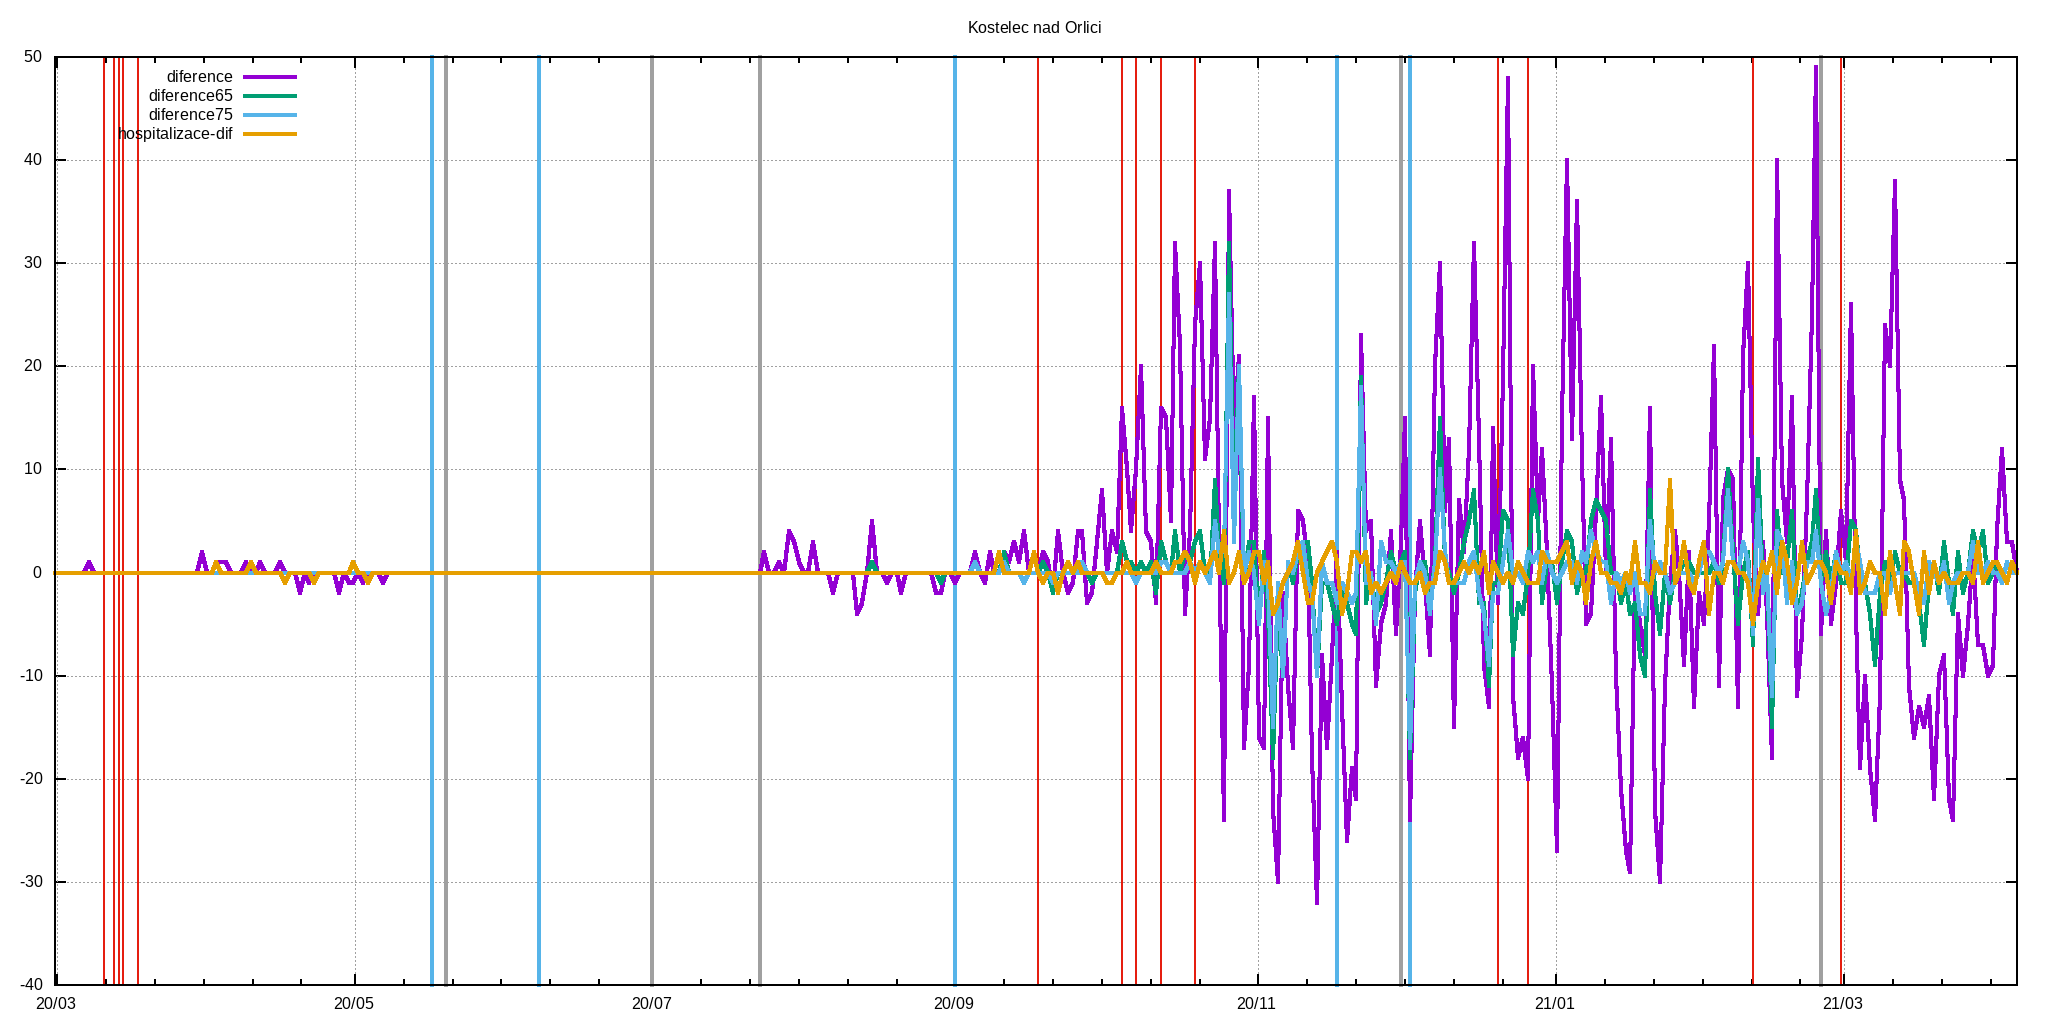 Kostelec nad Orlici
50
diference
diference65
diference75
hospitalizace-dif
40
30
20
10
0
-10
-20
-30
-40
20/03 20/05 20/07 20/09 20/11 21/01 21/03